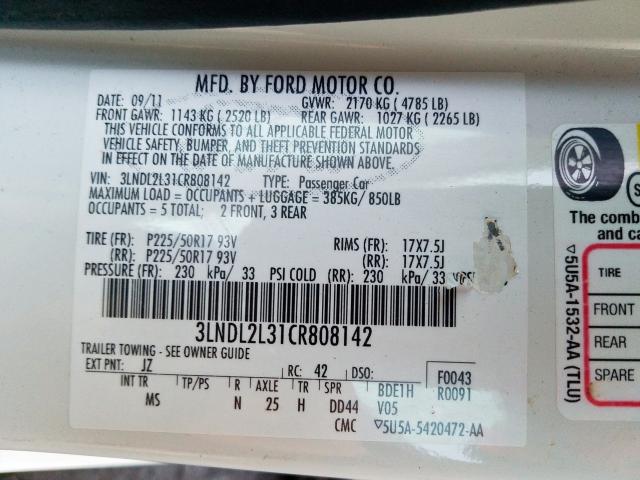 MFD. BY FORD MOTOR CO.
DATE: 09/11 GVWR: 2170 KG ( 4785 LB)
FRONT GAWR: 1143 KG ( 2520 LB) REAR GAWR: 1027 KG ( 2265 LB)
THIS VEHICLE CONFORMS TO ALL APPLICABLE FEDERAL MOTOR
VEHICLE SAFETY, BUMPER, AND THEFT PREVENTION STANDARDS
IN EFFECT ON THE DATE OF MANUFACTURE SHOWN ABOVE.
VIN: 3LNDL2L31CR808142 TYPE: Passenger Car
MAXIMUM LOAD = OCCUPANTS + LUGGAGE = 385KG/ 850LB
OCCUPANTS = 5 TOTAL; 2 FRONT, 3 REAR
TIRE (FR): P225/50R17 93V RIMS (FR): 17X7.5J
(RR): P225/50R17 93V (RR): 17X7.5J
PRESSURE (FR): 230 kPa/ 33 PSI COLD (RR): 230 kPa/ 33
3LNDL2L31CR808142
TRAILER TOWING - SEE OWNER GUIDE
EXT PNT: JZ RC: 42 DSO: F0043
INT TR TP/PS R AXLE TR SPR BDE1H R0091
MS N 25 H DD44 V05
CMC ▽5U5A-5420472-AA
The comb
and ca
TIRE
FRONT
REAR
SPARE
▽5U5A-1532-AA (TLU)